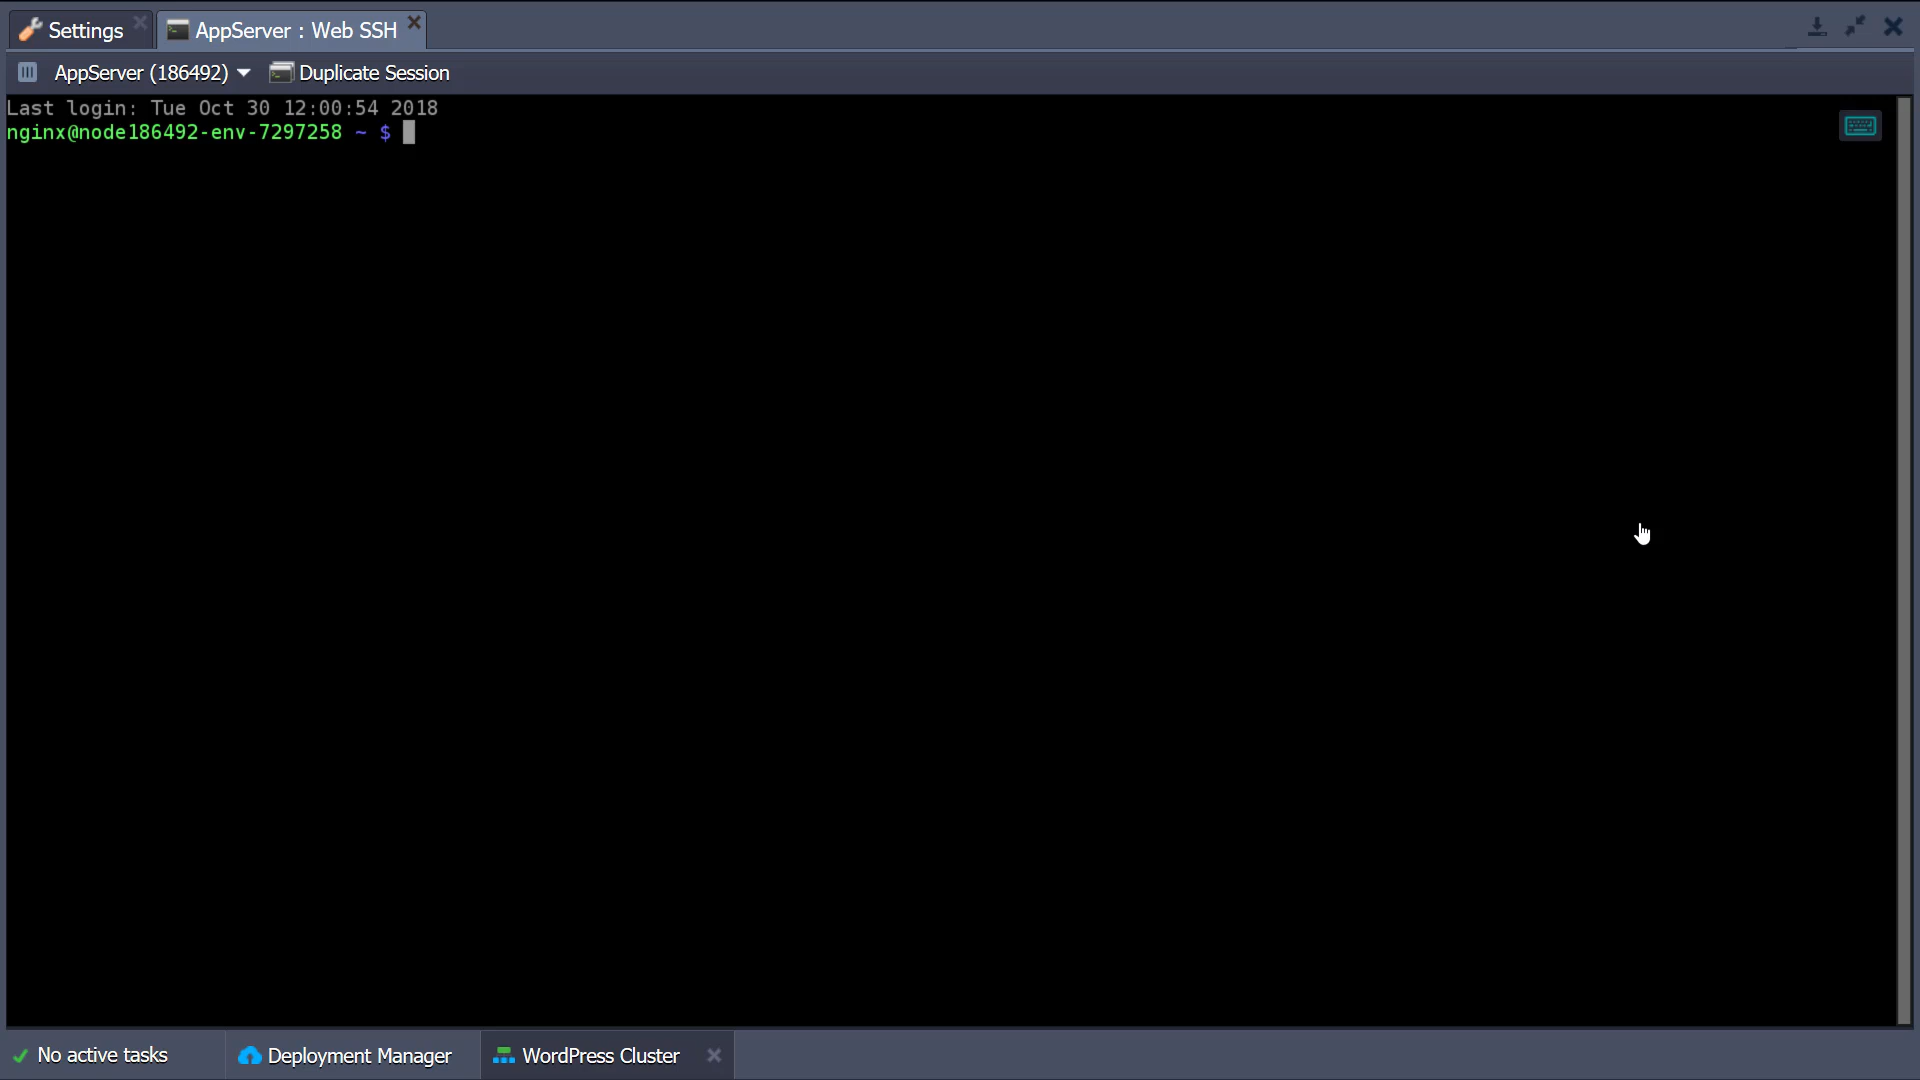 Settings
AppServer : Web SSH
AppServer (186492)
Duplicate Session
Last login: Tue Oct 30 12:00:54 2018
nginx@node186492-env-7297258 ~ $
No active tasks
Deployment Manager
WordPress Cluster